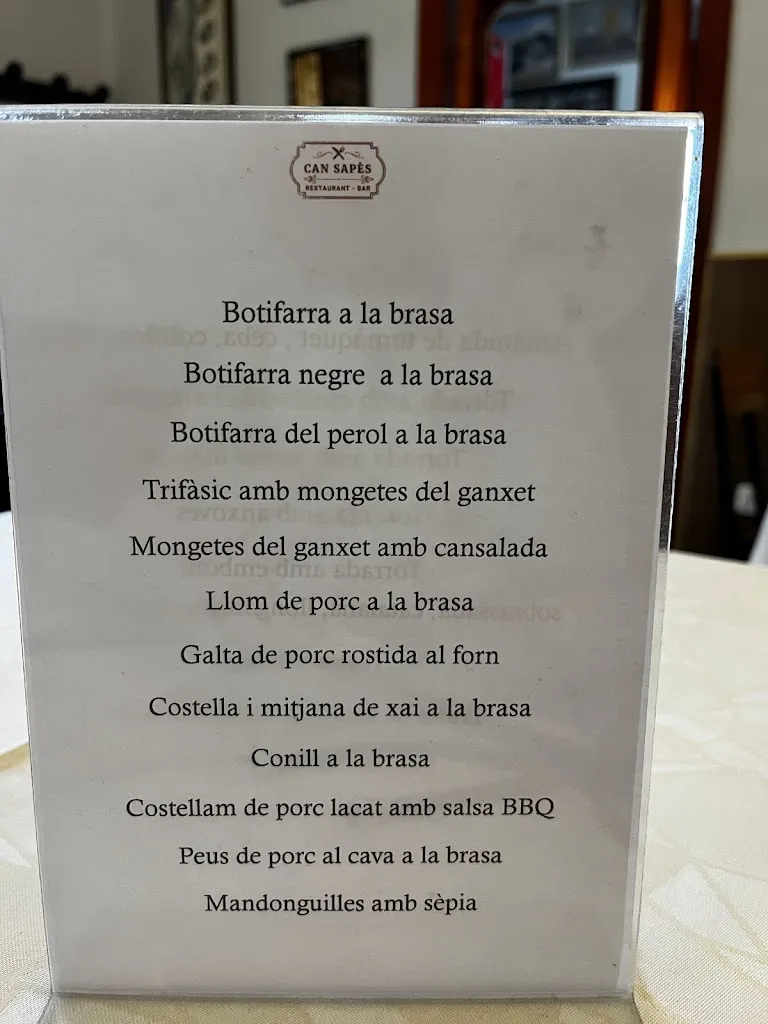 CAN SAPÈS
RESTAURANT - BAR
Botifarra a la brasa
Botifarra negre a la brasa
Botifarra del perol a la brasa
Trifàsic amb mongetes del ganxet
Mongetes del ganxet amb cansalada
Llom de porc a la brasa
Galta de porc rostida al forn
Costella i mitjana de xai a la brasa
Conill a la brasa
Costellam de porc lacat amb salsa BBQ
Peus de porc al cava a la brasa
Mandonguilles amb sèpia